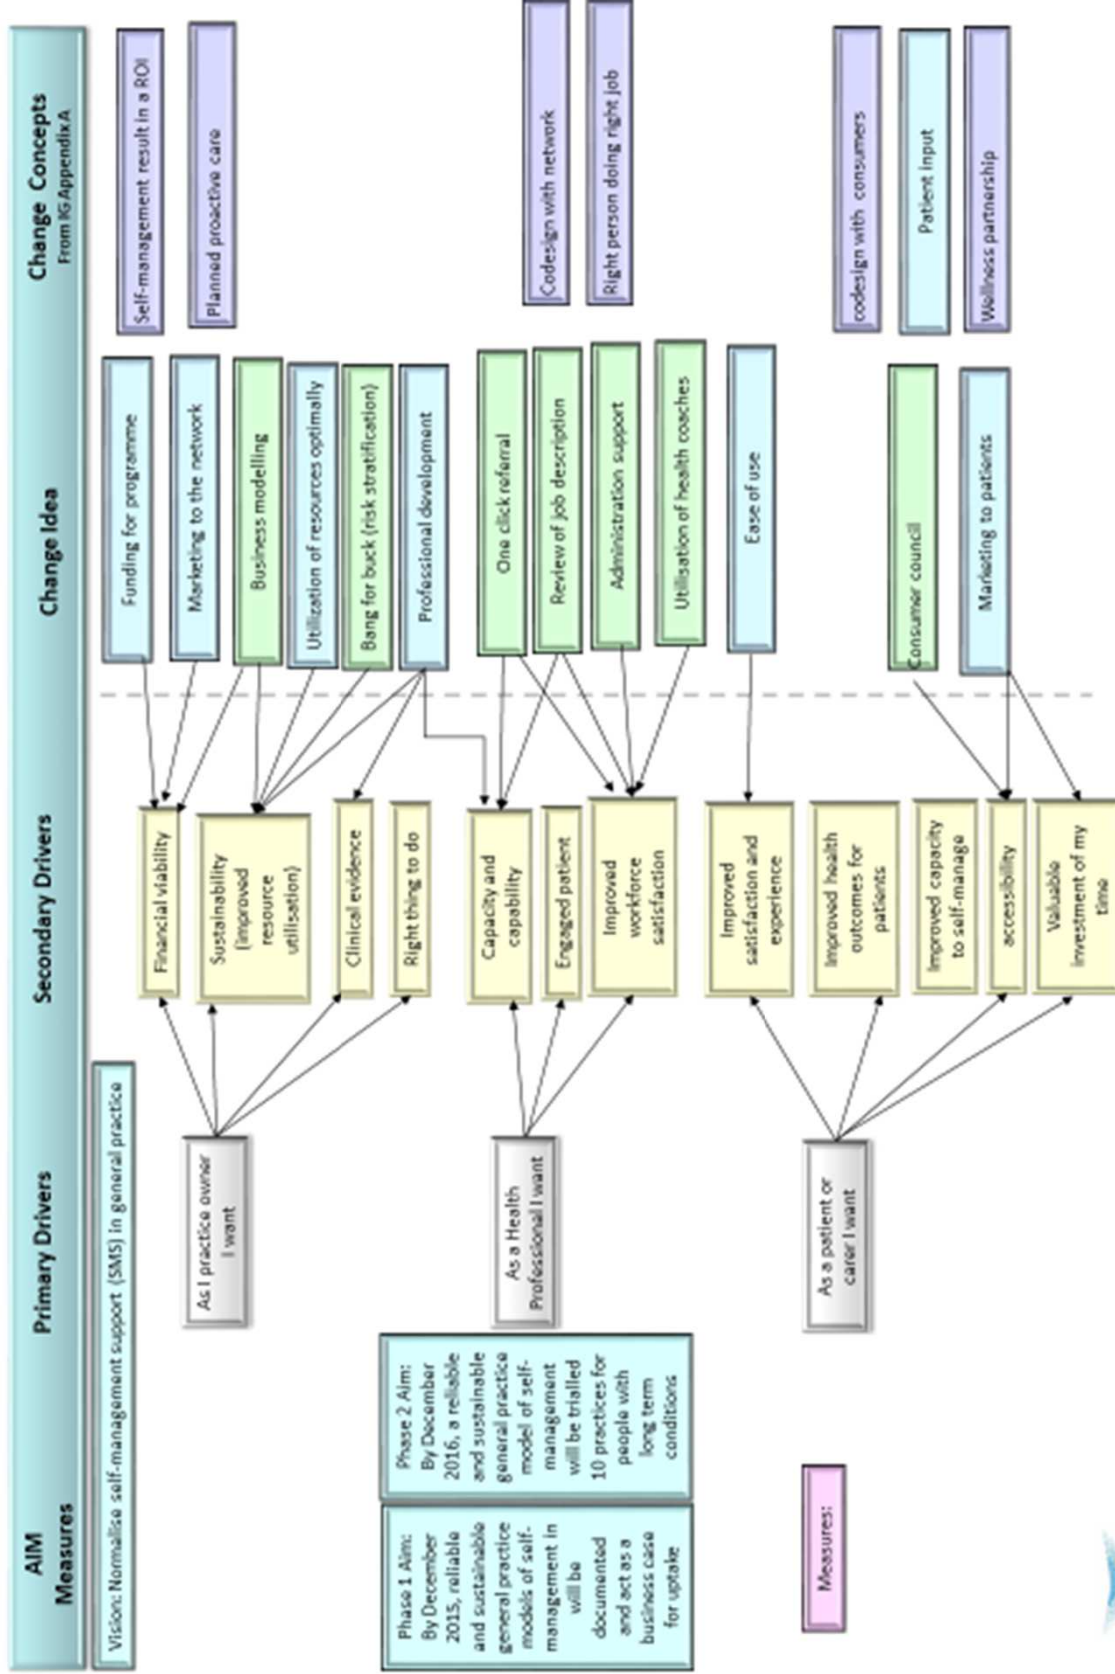 AIM
Measures
Primary Drivers
Secondary Drivers
Change Idea
Change Concepts
From IG Appendix A
Vision: Normalise self-management support (SMS) in general practice
Phase 1 Aim:
By December
2015, reliable
and sustainable
general practice
models of self-
management in
will be
documented
and act as a
business case
for uptake
Phase 2 Aim:
By December
2016, a reliable
and sustainable
general practice
model of self-
management
will be trialled
10 practices for
people with
long term
conditions
Measures:
As I practice owner
I want
As a Health
Professional I want
As a patient or
carer I want
Financial viability
Sustainability
(improved
resource
utilisation)
Clinical evidence
Right thing to do
Capacity and
capability
Engaged patient
Improved
workforce
satisfaction
Improved
satisfaction and
experience
Improved health
outcomes for
patients
Improved capacity
to self-manage
accessibility
Valuable
investment of my
time
Funding for programme
Marketing to the network
Business modelling
Utilization of resources optimally
Bang for buck (risk stratification)
Professional development
One click referral
Review of job description
Administration support
Utilisation of health coaches
Ease of use
Consumer council
Marketing to patients
Self-management result in a ROI
Planned proactive care
Codesign with network
Right person doing right job
codesign with consumers
Patient input
Wellness partnership